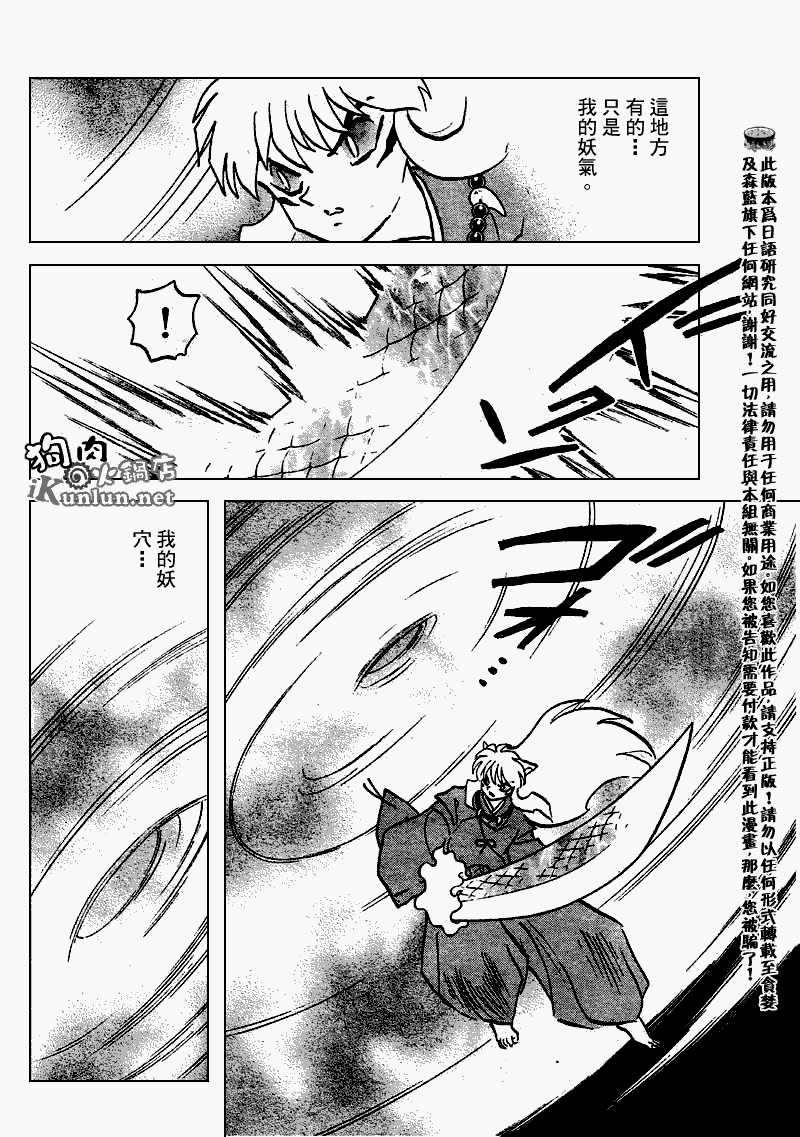 這地方
有的…
只是
我的妖氣。
！
ズズズ…
我的妖
穴…
此版本爲日語研究同好交流之用，請勿用于任何商業用途。如您喜歡此作品，請支持正版！請勿以任何形式轉載至貪婪
及森藍旗下任何網站，謝謝！一切法律責任與本組無關。如果您被告知需要付款才能看到此漫畫，那麼，您被騙了！
狗肉
火鍋店
iKunlun.net